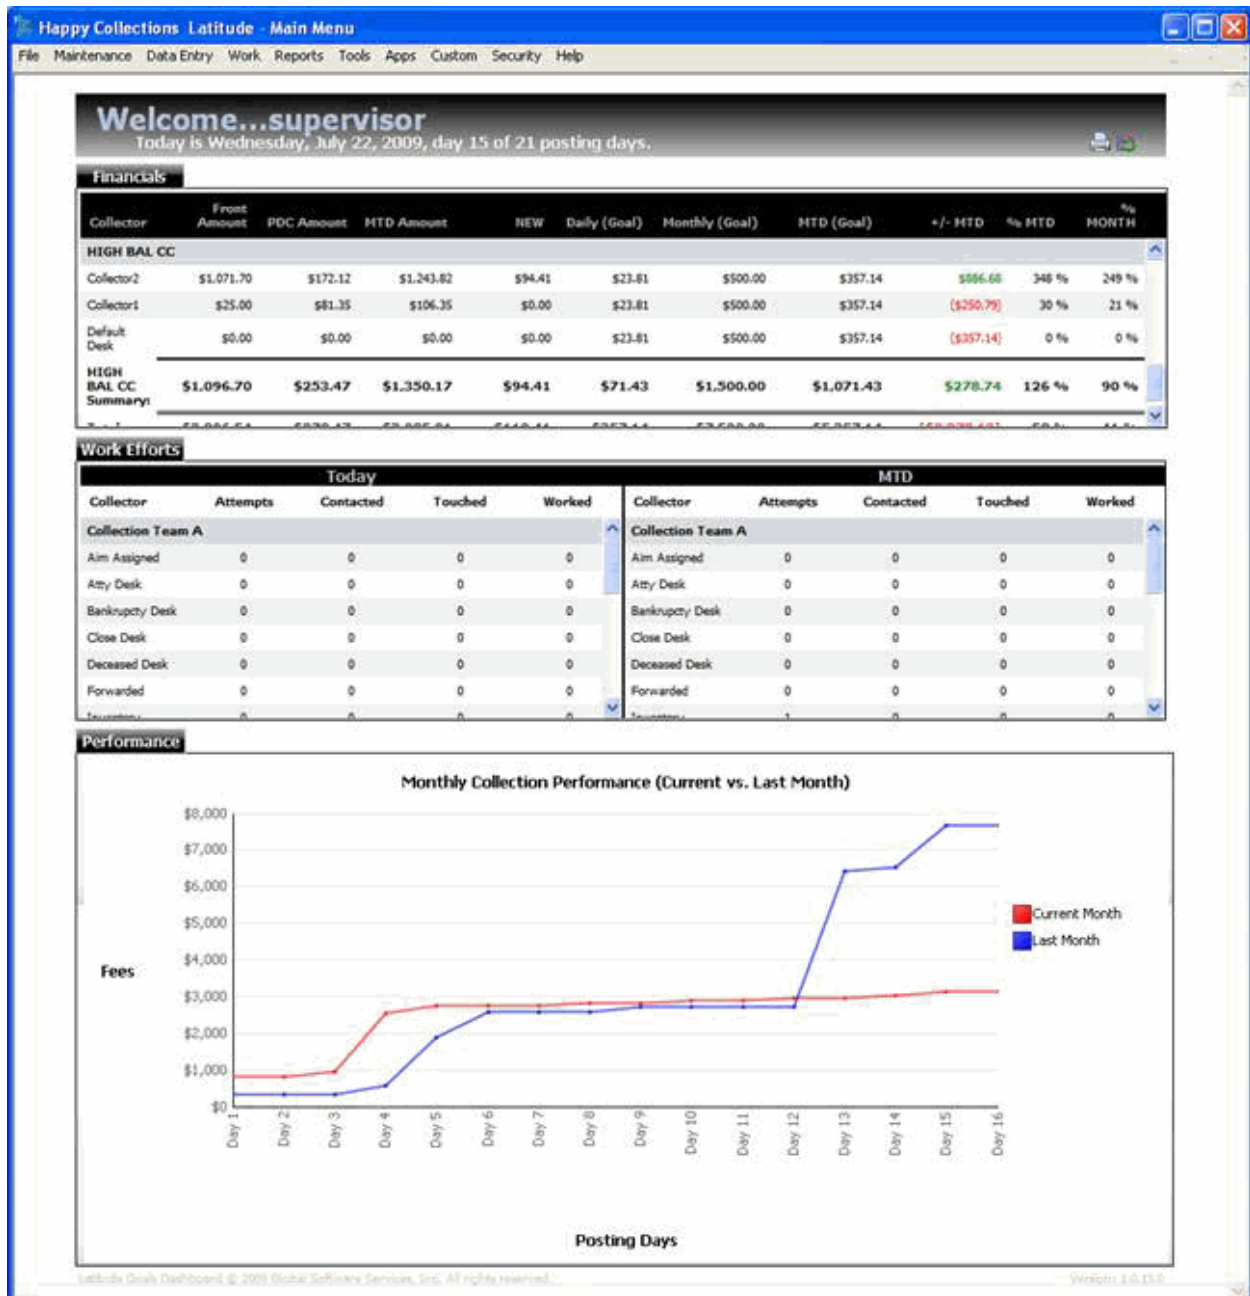 Happy Collections Latitude - Main Menu
File Maintenance Data Entry Work Reports Tools Apps Custom Security Help
Welcome...supervisor
Today is Wednesday, July 22, 2009, day 15 of 21 posting days.
Financials
Collector Front Amount PDC Amount MTD Amount NEW Daily (Goal) Monthly (Goal) MTD (Goal) +/- MTD % MTD % MONTH
HIGH BAL CC
Collector2 $1,071.70 $172.12 $1,243.82 $94.41 $23.81 $500.00 $357.14 $886.68 348 % 249 %
Collector1 $25.00 $81.35 $106.35 $0.00 $23.81 $500.00 $357.14 ($250.79) 30 % 21 %
Default Desk $0.00 $0.00 $0.00 $0.00 $23.81 $500.00 $357.14 ($357.14) 0 % 0 %
HIGH BAL CC Summary: $1,096.70 $253.47 $1,350.17 $94.41 $71.43 $1,500.00 $1,071.43 $278.74 126 % 90 %
Work Efforts
Today MTD
Collector Attempts Contacted Touched Worked Collector Attempts Contacted Touched Worked
Collection Team A Collection Team A
Aim Assigned 0 0 0 0 Aim Assigned 0 0 0 0
Atty Desk 0 0 0 0 Atty Desk 0 0 0 0
Bankrupcty Desk 0 0 0 0 Bankrupcty Desk 0 0 0 0
Close Desk 0 0 0 0 Close Desk 0 0 0 0
Deceased Desk 0 0 0 0 Deceased Desk 0 0 0 0
Forwarded 0 0 0 0 Forwarded 0 0 0 0
Performance
Monthly Collection Performance (Current vs. Last Month)
$8,000
$7,000
$6,000
$5,000
$4,000
$3,000
$2,000
$1,000
$0
Fees
Current Month
Last Month
Day 1 Day 2 Day 3 Day 4 Day 5 Day 6 Day 7 Day 8 Day 9 Day 10 Day 11 Day 12 Day 13 Day 14 Day 15 Day 16
Posting Days
Latitude Goals Dashboard © 2009 Global Software Services, Inc. All rights reserved.